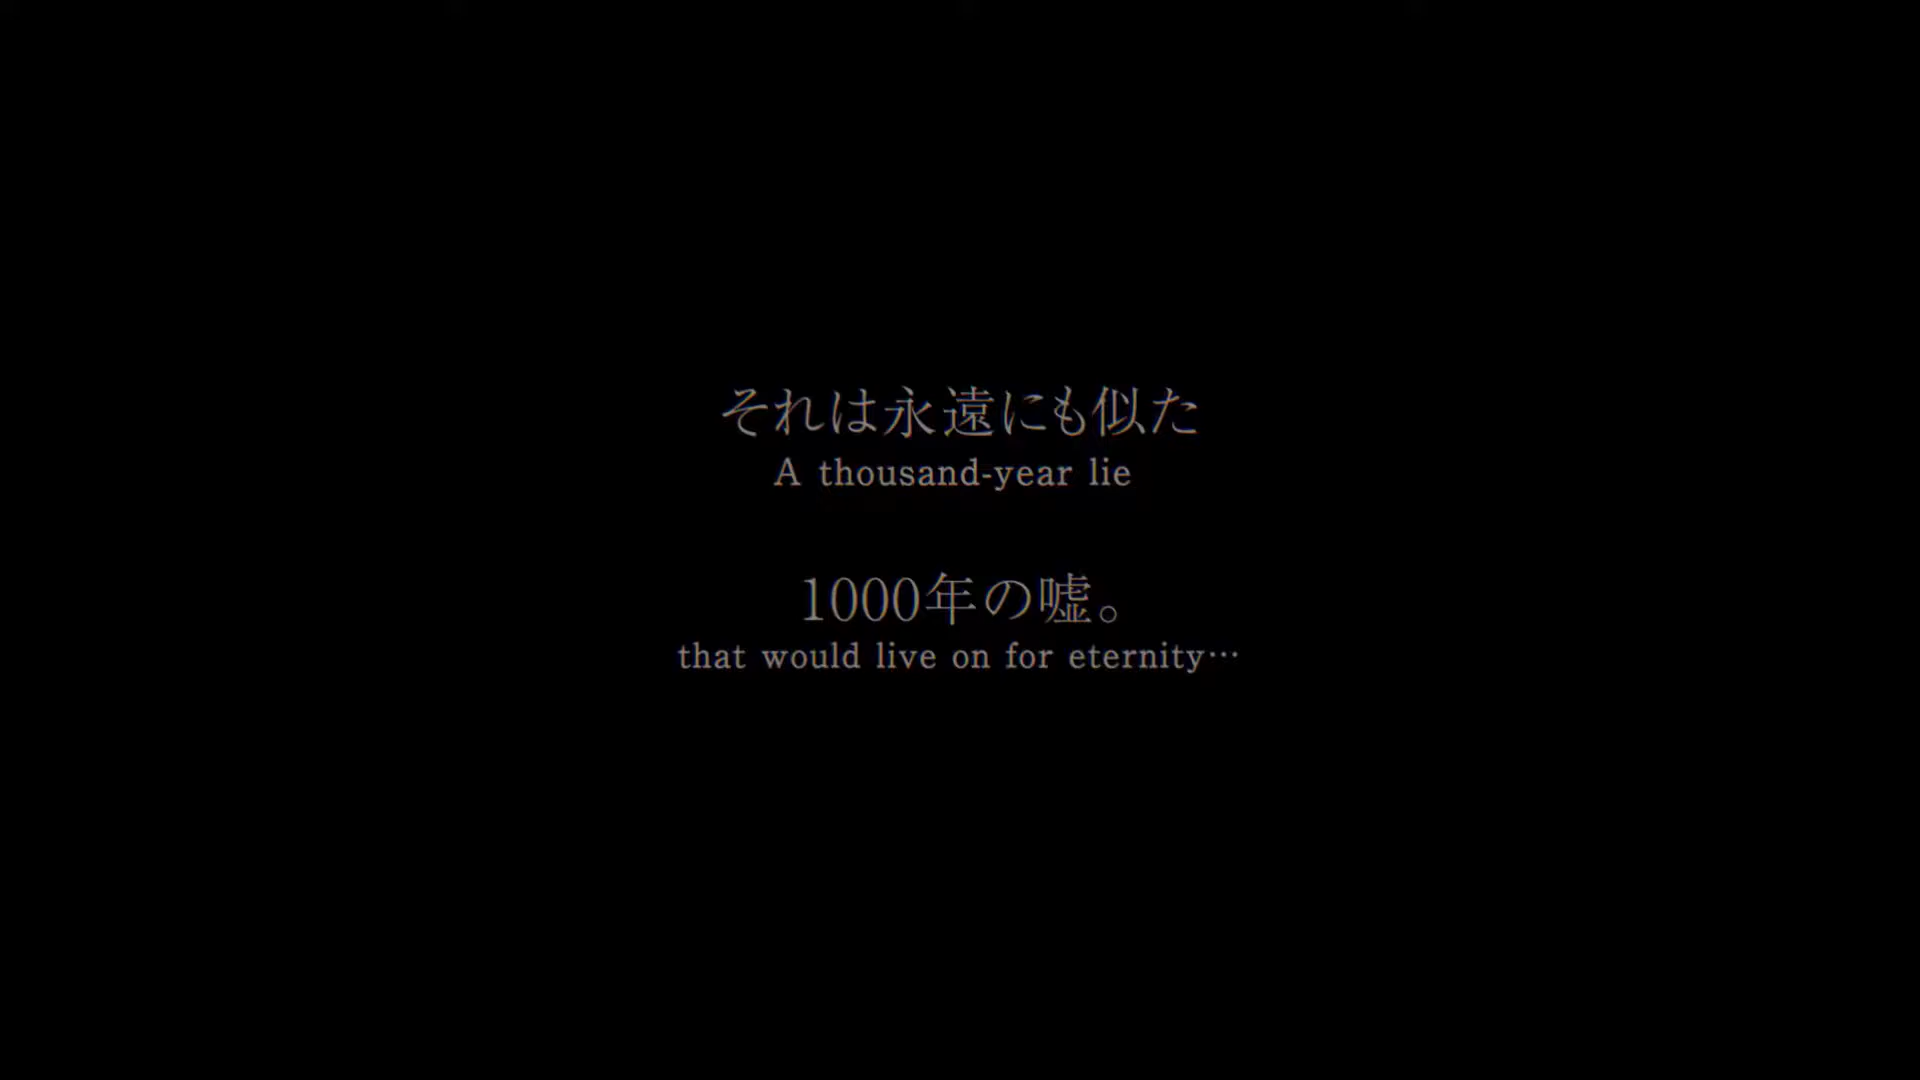 それは永遠にも似た
A thousand-year lie
1000年の嘘。
that would live on for eternity…